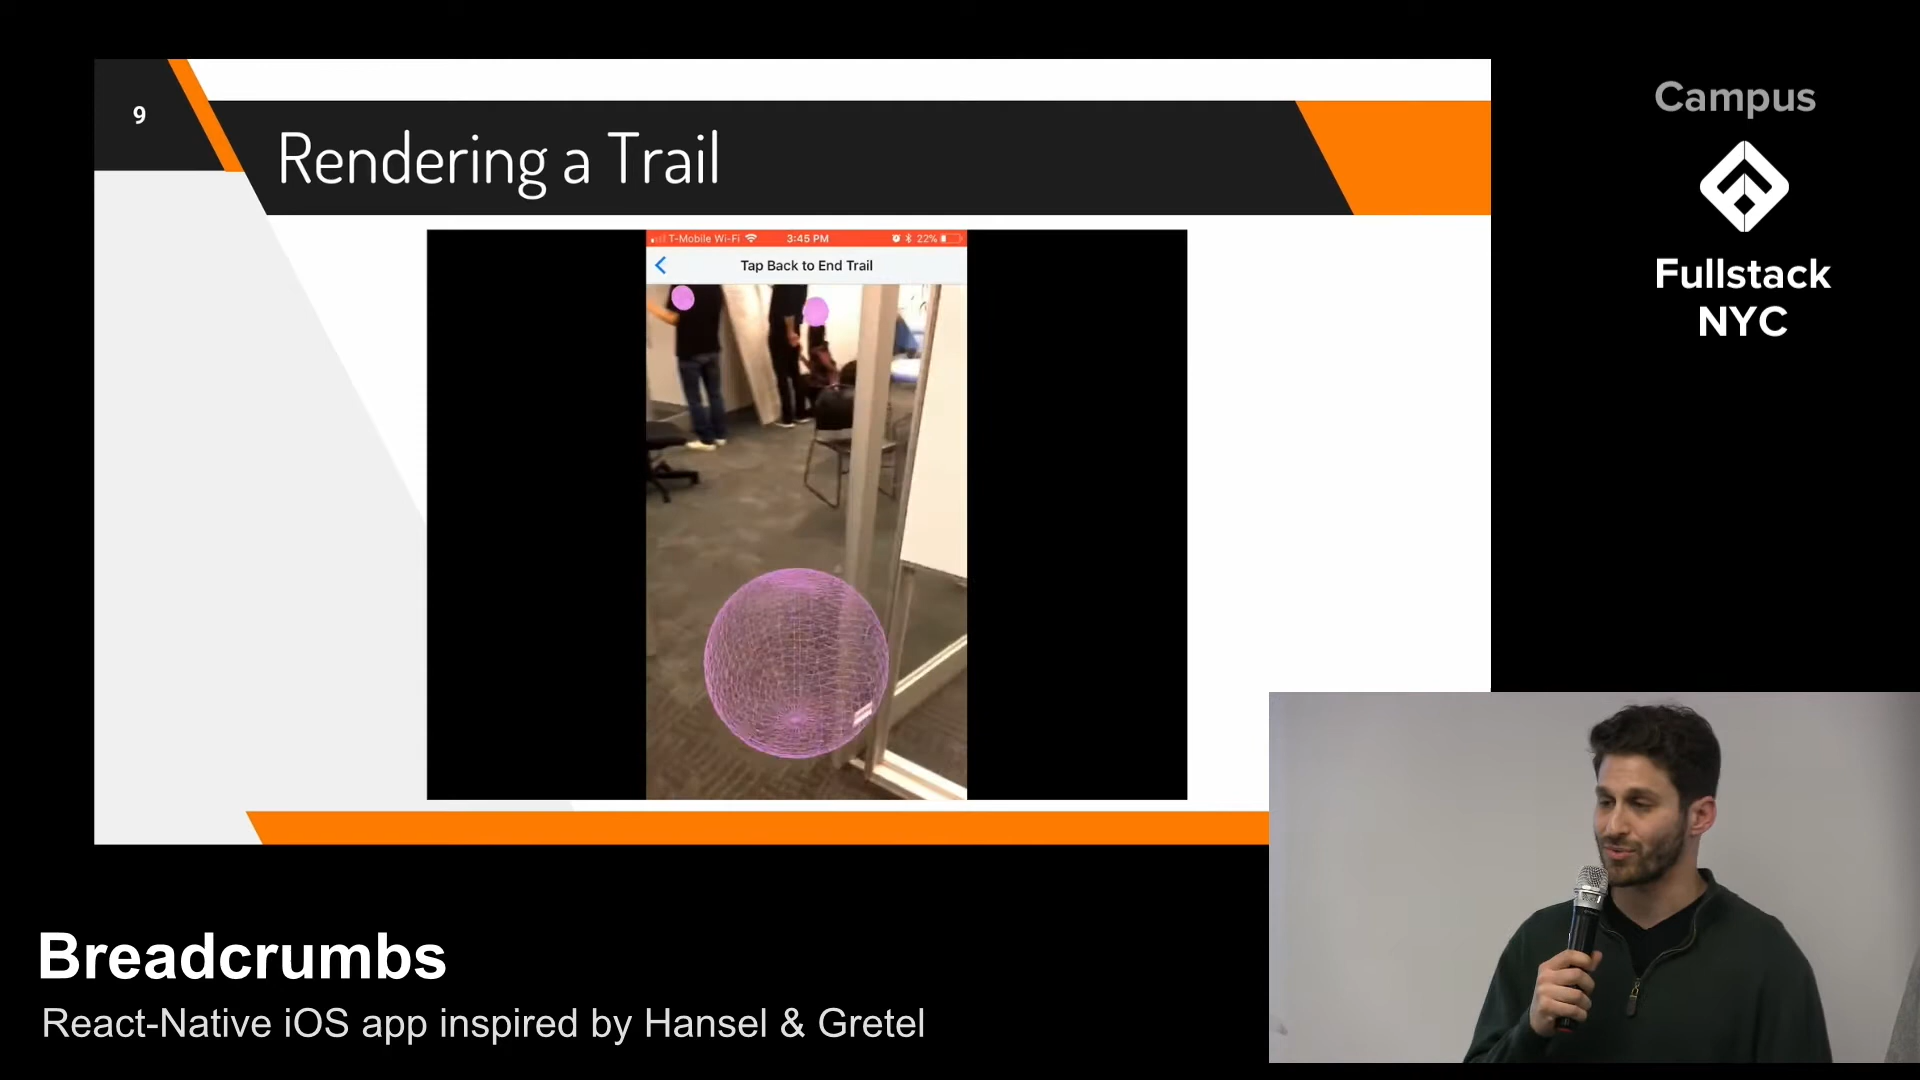 9
Rendering a Trail
T-Mobile Wi-Fi 3:45 PM 22%
Tap Back to End Trail
Campus
Fullstack
NYC
Breadcrumbs
React-Native iOS app inspired by Hansel & Gretel